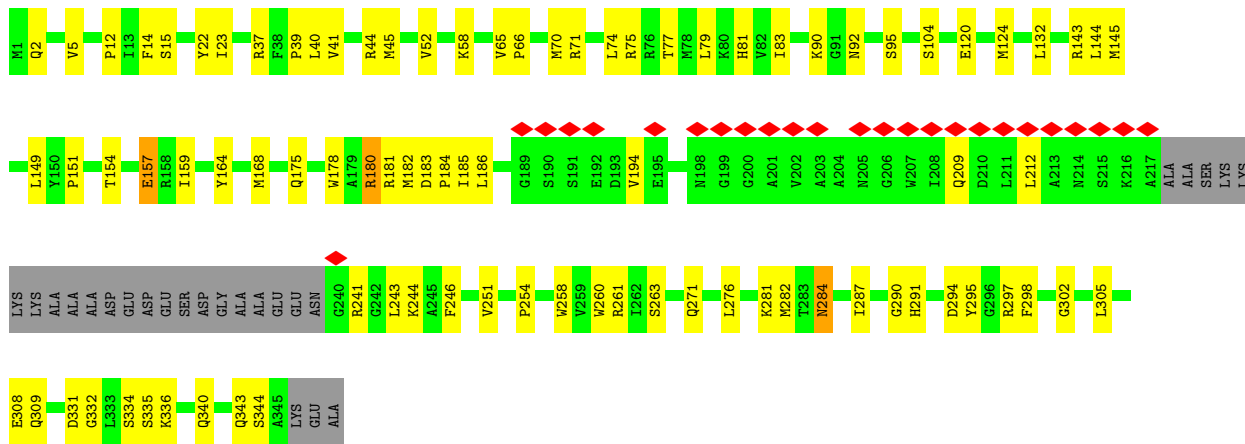 M1 Q2 V5 P12 I13 F14 S15 Y22 I23 R37 F38 P39 L40 V41 R44 M45 V52 K58 V65 P66 M70 R71 L74 R75 R76 T77 M78 L79 K80 H81 V82 I83 K90 G91 N92 S95 S104 E120 M124 L132 R143 L144 M145
L149 Y150 P151 T154 E157 R158 I159 Y164 M168 Q175 W178 A179 R180 R181 M182 D183 P184 I185 L186 G189 S190 S191 E192 D193 V194 E195 N198 G199 G200 A201 V202 A203 A204 N205 G206 W207 I208 Q209 D210 L211 L212 A213 N214 S215 K216 A217 ALA ALA SER LYS LYS
LYS LYS ALA ALA ALA ASP GLU ASP GLU SER ASP GLY ALA ALA GLU GLU ASN G240 R241 G242 L243 K244 A245 F246 V251 P254 W258 V259 W260 R261 I262 S263 Q271 L276 K281 M282 T283 N284 I287 G290 H291 D294 Y295 G296 R297 F298 G302 L305
E308 Q309 D331 G332 L333 S334 S335 K336 Q340 Q343 S344 A345 LYS GLU ALA